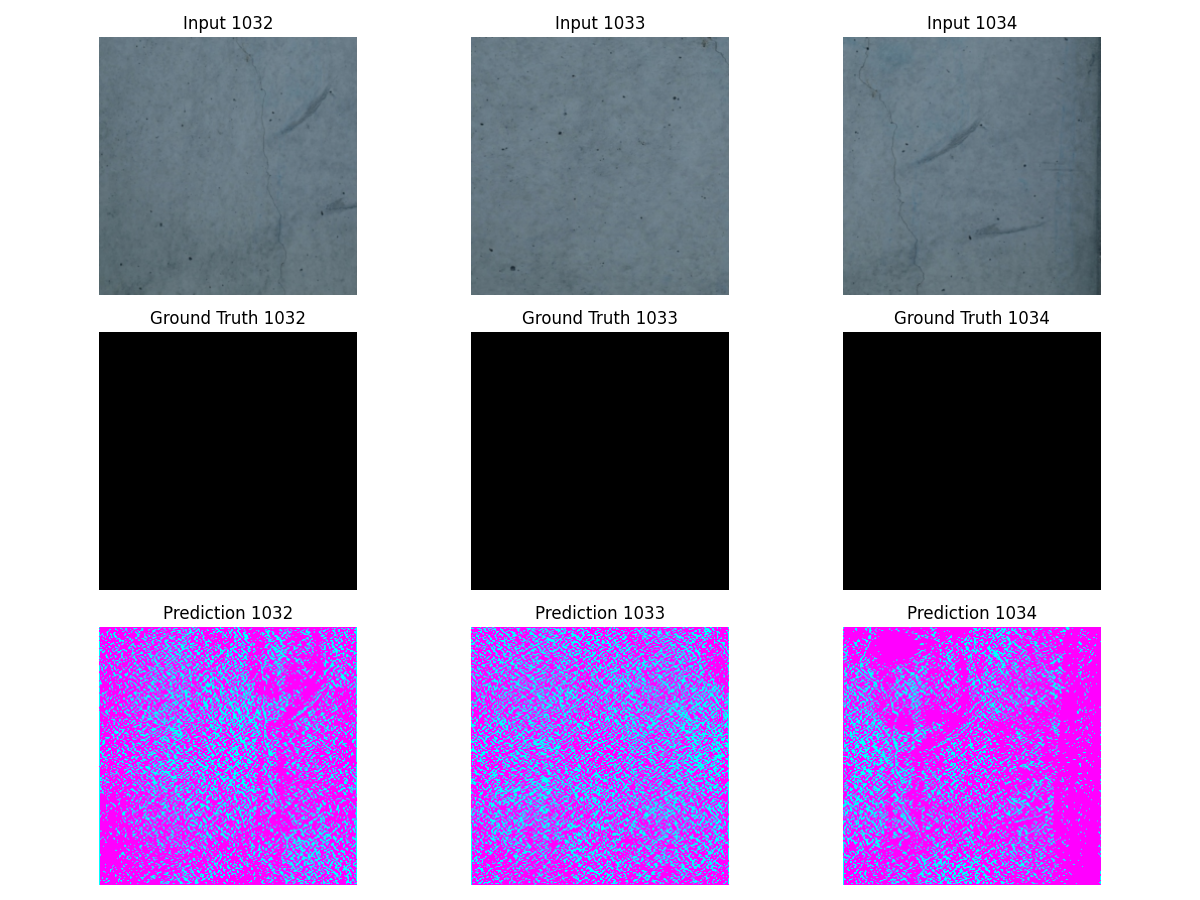 Input 1032
Input 1033
Input 1034
Ground Truth 1032
Ground Truth 1033
Ground Truth 1034
Prediction 1032
Prediction 1033
Prediction 1034